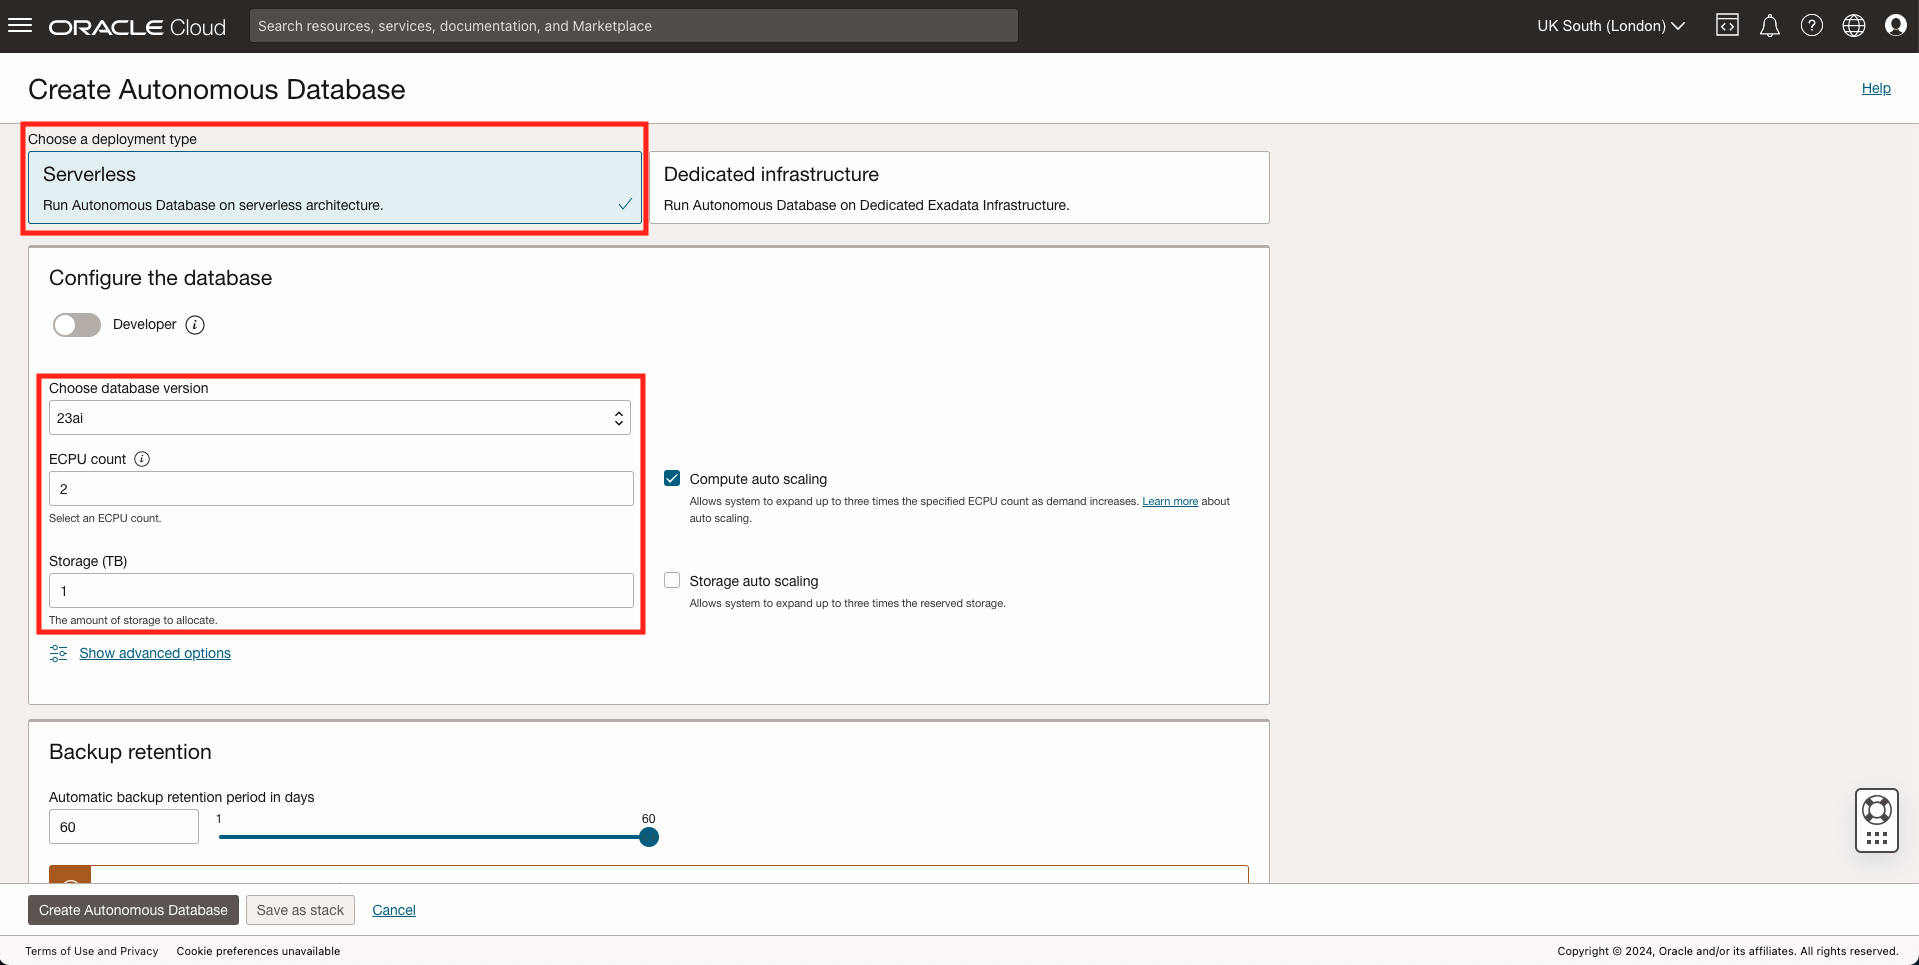 ORACLE Cloud
Search resources, services, documentation, and Marketplace
UK South (London)
Create Autonomous Database
Help
Choose a deployment type
Serverless
Run Autonomous Database on serverless architecture.
Dedicated infrastructure
Run Autonomous Database on Dedicated Exadata Infrastructure.
Configure the database
Developer
Choose database version
23ai
ECPU count
2
Select an ECPU count.
Compute auto scaling
Allows system to expand up to three times the specified ECPU count as demand increases. Learn more about
auto scaling.
Storage (TB)
1
The amount of storage to allocate.
Storage auto scaling
Allows system to expand up to three times the reserved storage.
Show advanced options
Backup retention
Automatic backup retention period in days
60
1
60
Create Autonomous Database
Save as stack
Cancel
Terms of Use and Privacy
Cookie preferences unavailable
Copyright © 2024, Oracle and/or its affiliates. All rights reserved.